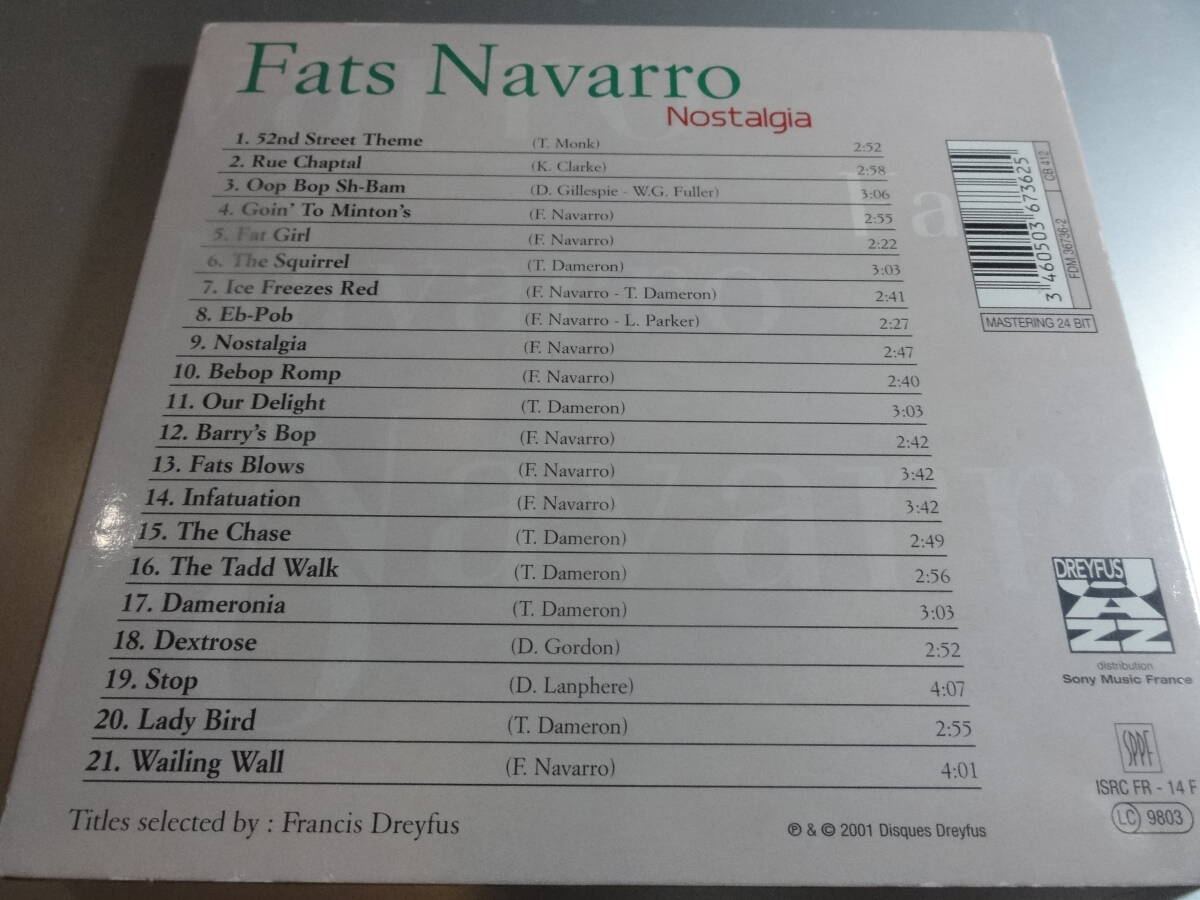 Fats Navarro
Nostalgia
1. 52nd Street Theme (T. Monk) 2:52
2. Rue Chaptal (K. Clarke) 2:58
3. Oop Bop Sh-Bam (D. Gillespie - W.G. Fuller) 3:06
4. Goin' To Minton's (F. Navarro) 2:55
5. Fat Girl (F. Navarro) 2:22
6. The Squirrel (T. Dameron) 3:03
7. Ice Freezes Red (F. Navarro - T. Dameron) 2:41
8. Eb-Pob (F. Navarro - L. Parker) 2:27
9. Nostalgia (F. Navarro) 2:47
10. Bebop Romp (F. Navarro) 2:40
11. Our Delight (T. Dameron) 3:03
12. Barry's Bop (F. Navarro) 2:42
13. Fats Blows (F. Navarro) 3:42
14. Infatuation (F. Navarro) 3:42
15. The Chase (T. Dameron) 2:49
16. The Tadd Walk (T. Dameron) 2:56
17. Dameronia (T. Dameron) 3:03
18. Dextrose (D. Gordon) 2:52
19. Stop (D. Lanphere) 4:07
20. Lady Bird (T. Dameron) 2:55
21. Wailing Wall (F. Navarro) 4:01
Titles selected by : Francis Dreyfus
℗ & © 2001 Disques Dreyfus
3 460503 673625
FDM 36736-2
CB 412
MASTERING 24 BIT
DREYFUS
JAZZ
distribution
Sony Music France
SPPF
ISRC FR - 14 F
LC 9803